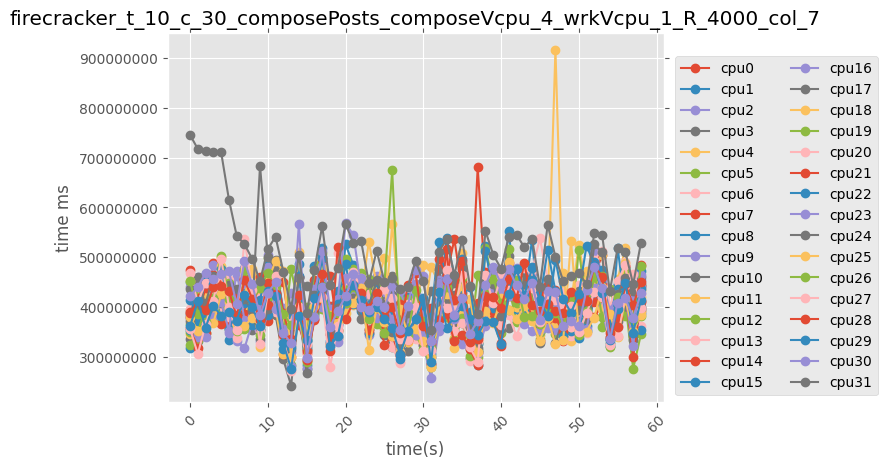 firecracker_t_10_c_30_composePosts_composeVcpu_4_wrkVcpu_1_R_4000_col_7
900000000
800000000
700000000
600000000
500000000
400000000
300000000
time ms
0
10
20
30
40
50
60
time(s)
cpu0
cpu1
cpu2
cpu3
cpu4
cpu5
cpu6
cpu7
cpu8
cpu9
cpu10
cpu11
cpu12
cpu13
cpu14
cpu15
cpu16
cpu17
cpu18
cpu19
cpu20
cpu21
cpu22
cpu23
cpu24
cpu25
cpu26
cpu27
cpu28
cpu29
cpu30
cpu31